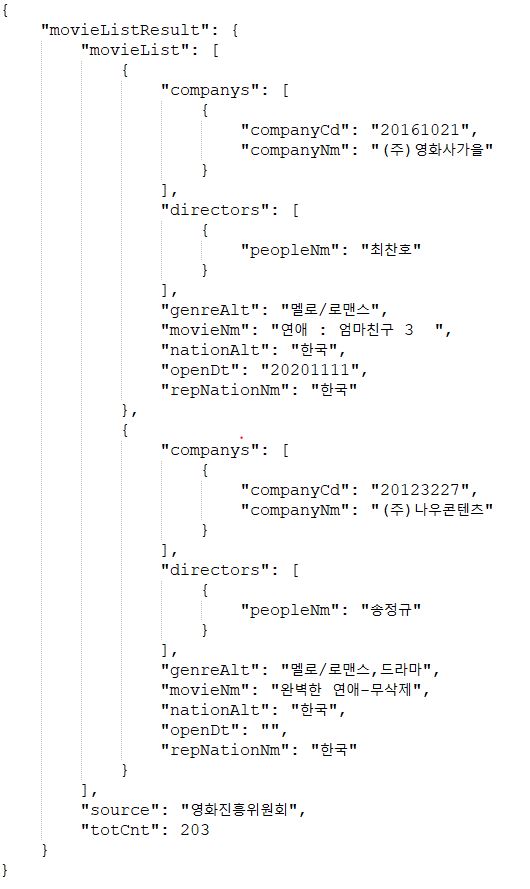 {
    "movieListResult": {
        "movieList": [
            {
                "companys": [
                    {
                        "companyCd": "20161021",
                        "companyNm": "(주)영화사가을"
                    }
                ],
                "directors": [
                    {
                        "peopleNm": "최찬호"
                    }
                ],
                "genreAlt": "멜로/로맨스",
                "movieNm": "연애 : 엄마친구 3  ",
                "nationAlt": "한국",
                "openDt": "20201111",
                "repNationNm": "한국"
            },
            {
                "companys": [
                    {
                        "companyCd": "20123227",
                        "companyNm": "(주)나우콘텐츠"
                    }
                ],
                "directors": [
                    {
                        "peopleNm": "송정규"
                    }
                ],
                "genreAlt": "멜로/로맨스,드라마",
                "movieNm": "완벽한 연애-무삭제",
                "nationAlt": "한국",
                "openDt": "",
                "repNationNm": "한국"
            }
        ],
        "source": "영화진흥위원회",
        "totCnt": 203
    }
}